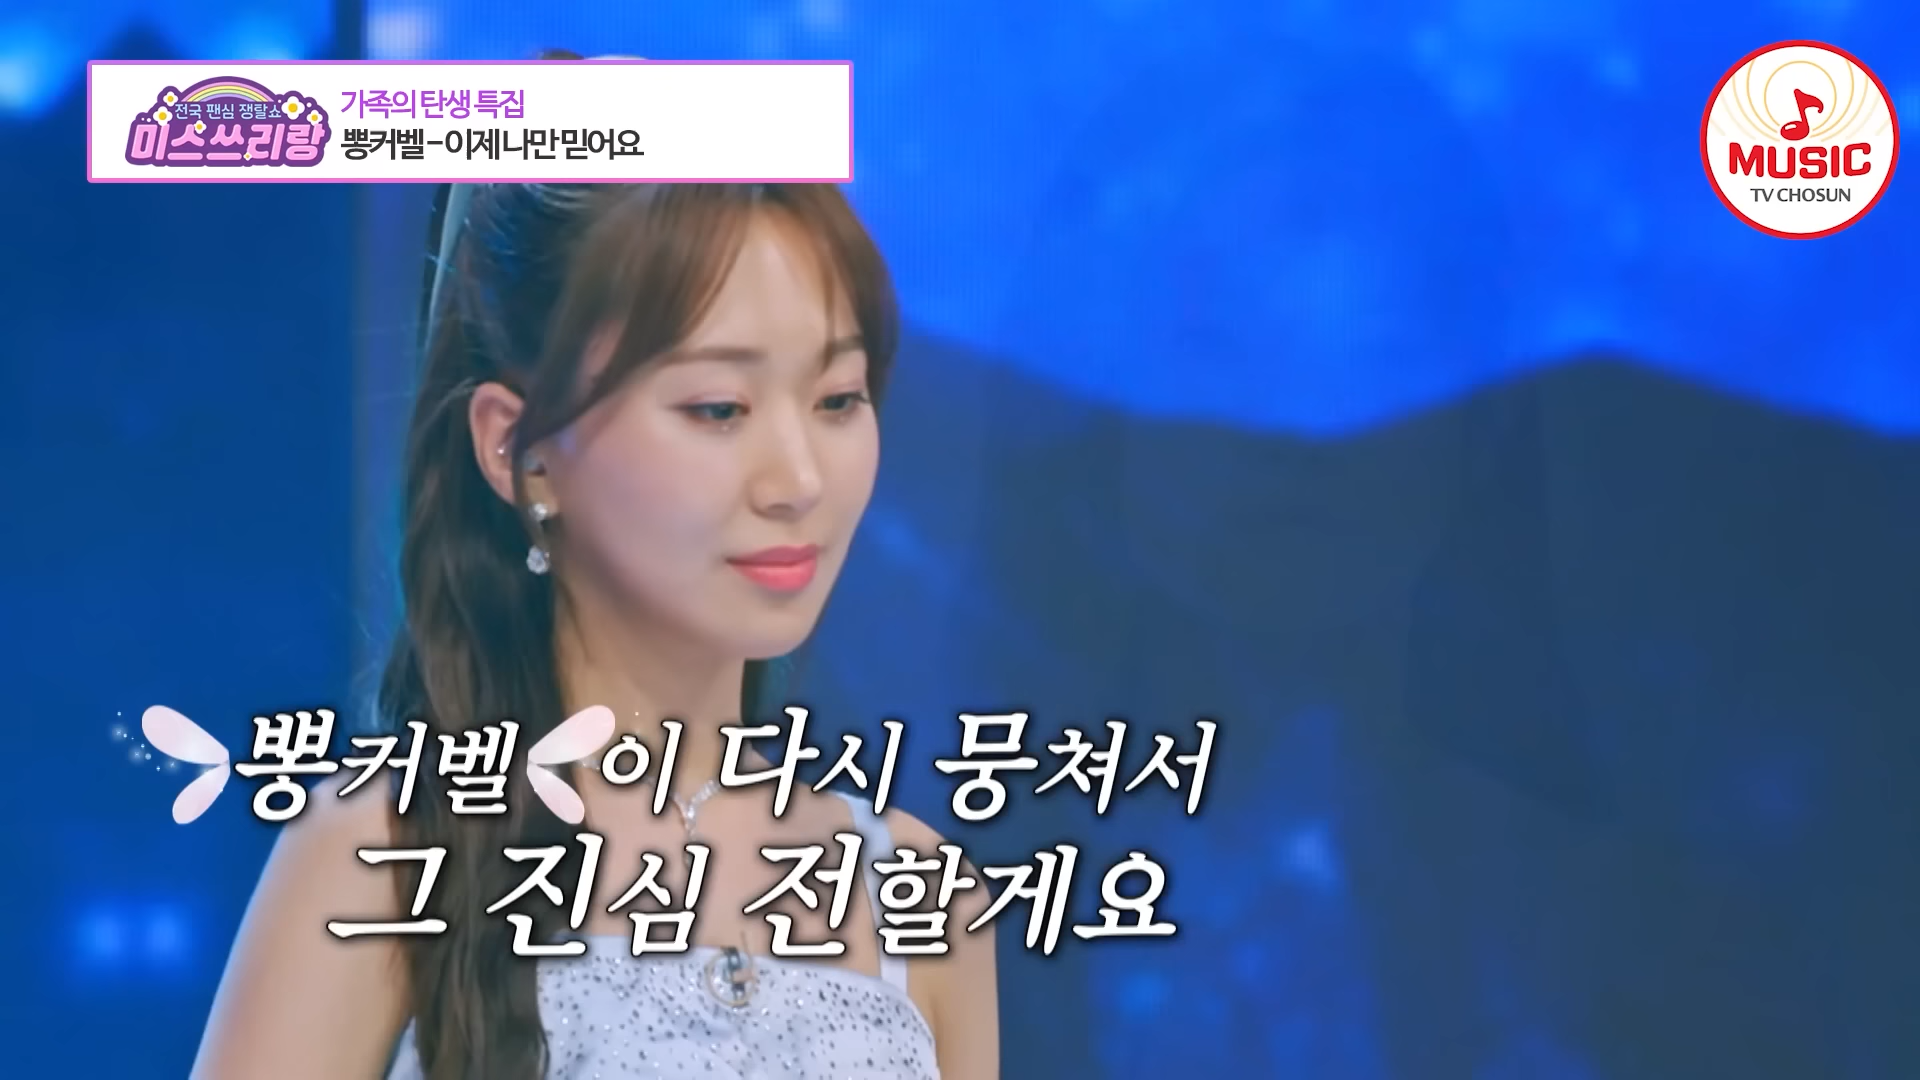 전국 팬심 쟁탈쇼
미스쓰리랑
가족의 탄생 특집
뽕커벨-이제 나만 믿어요
MUSIC
TV CHOSUN
뽕커벨이 다시 뭉쳐서
그 진심 전할게요